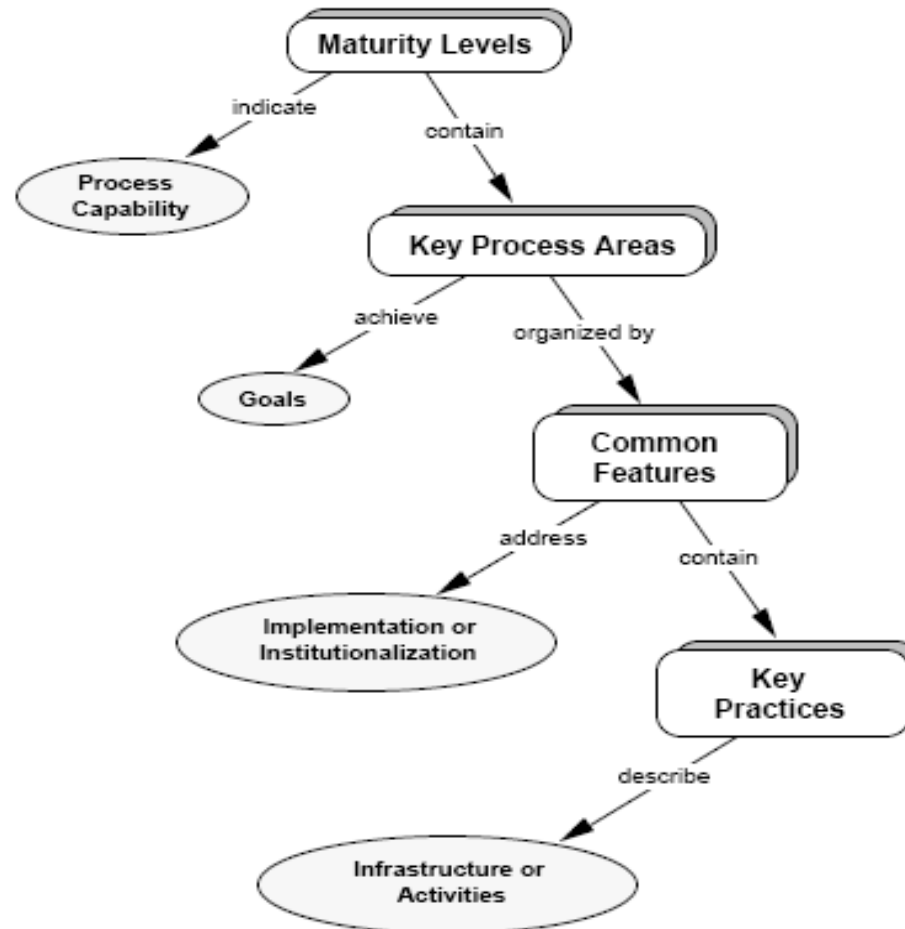 Maturity Levels
indicate
contain
Process
Capability
Key Process Areas
achieve
organized by
Goals
Common
Features
address
contain
Implementation or
Institutionalization
Key
Practices
describe
Infrastructure or
Activities